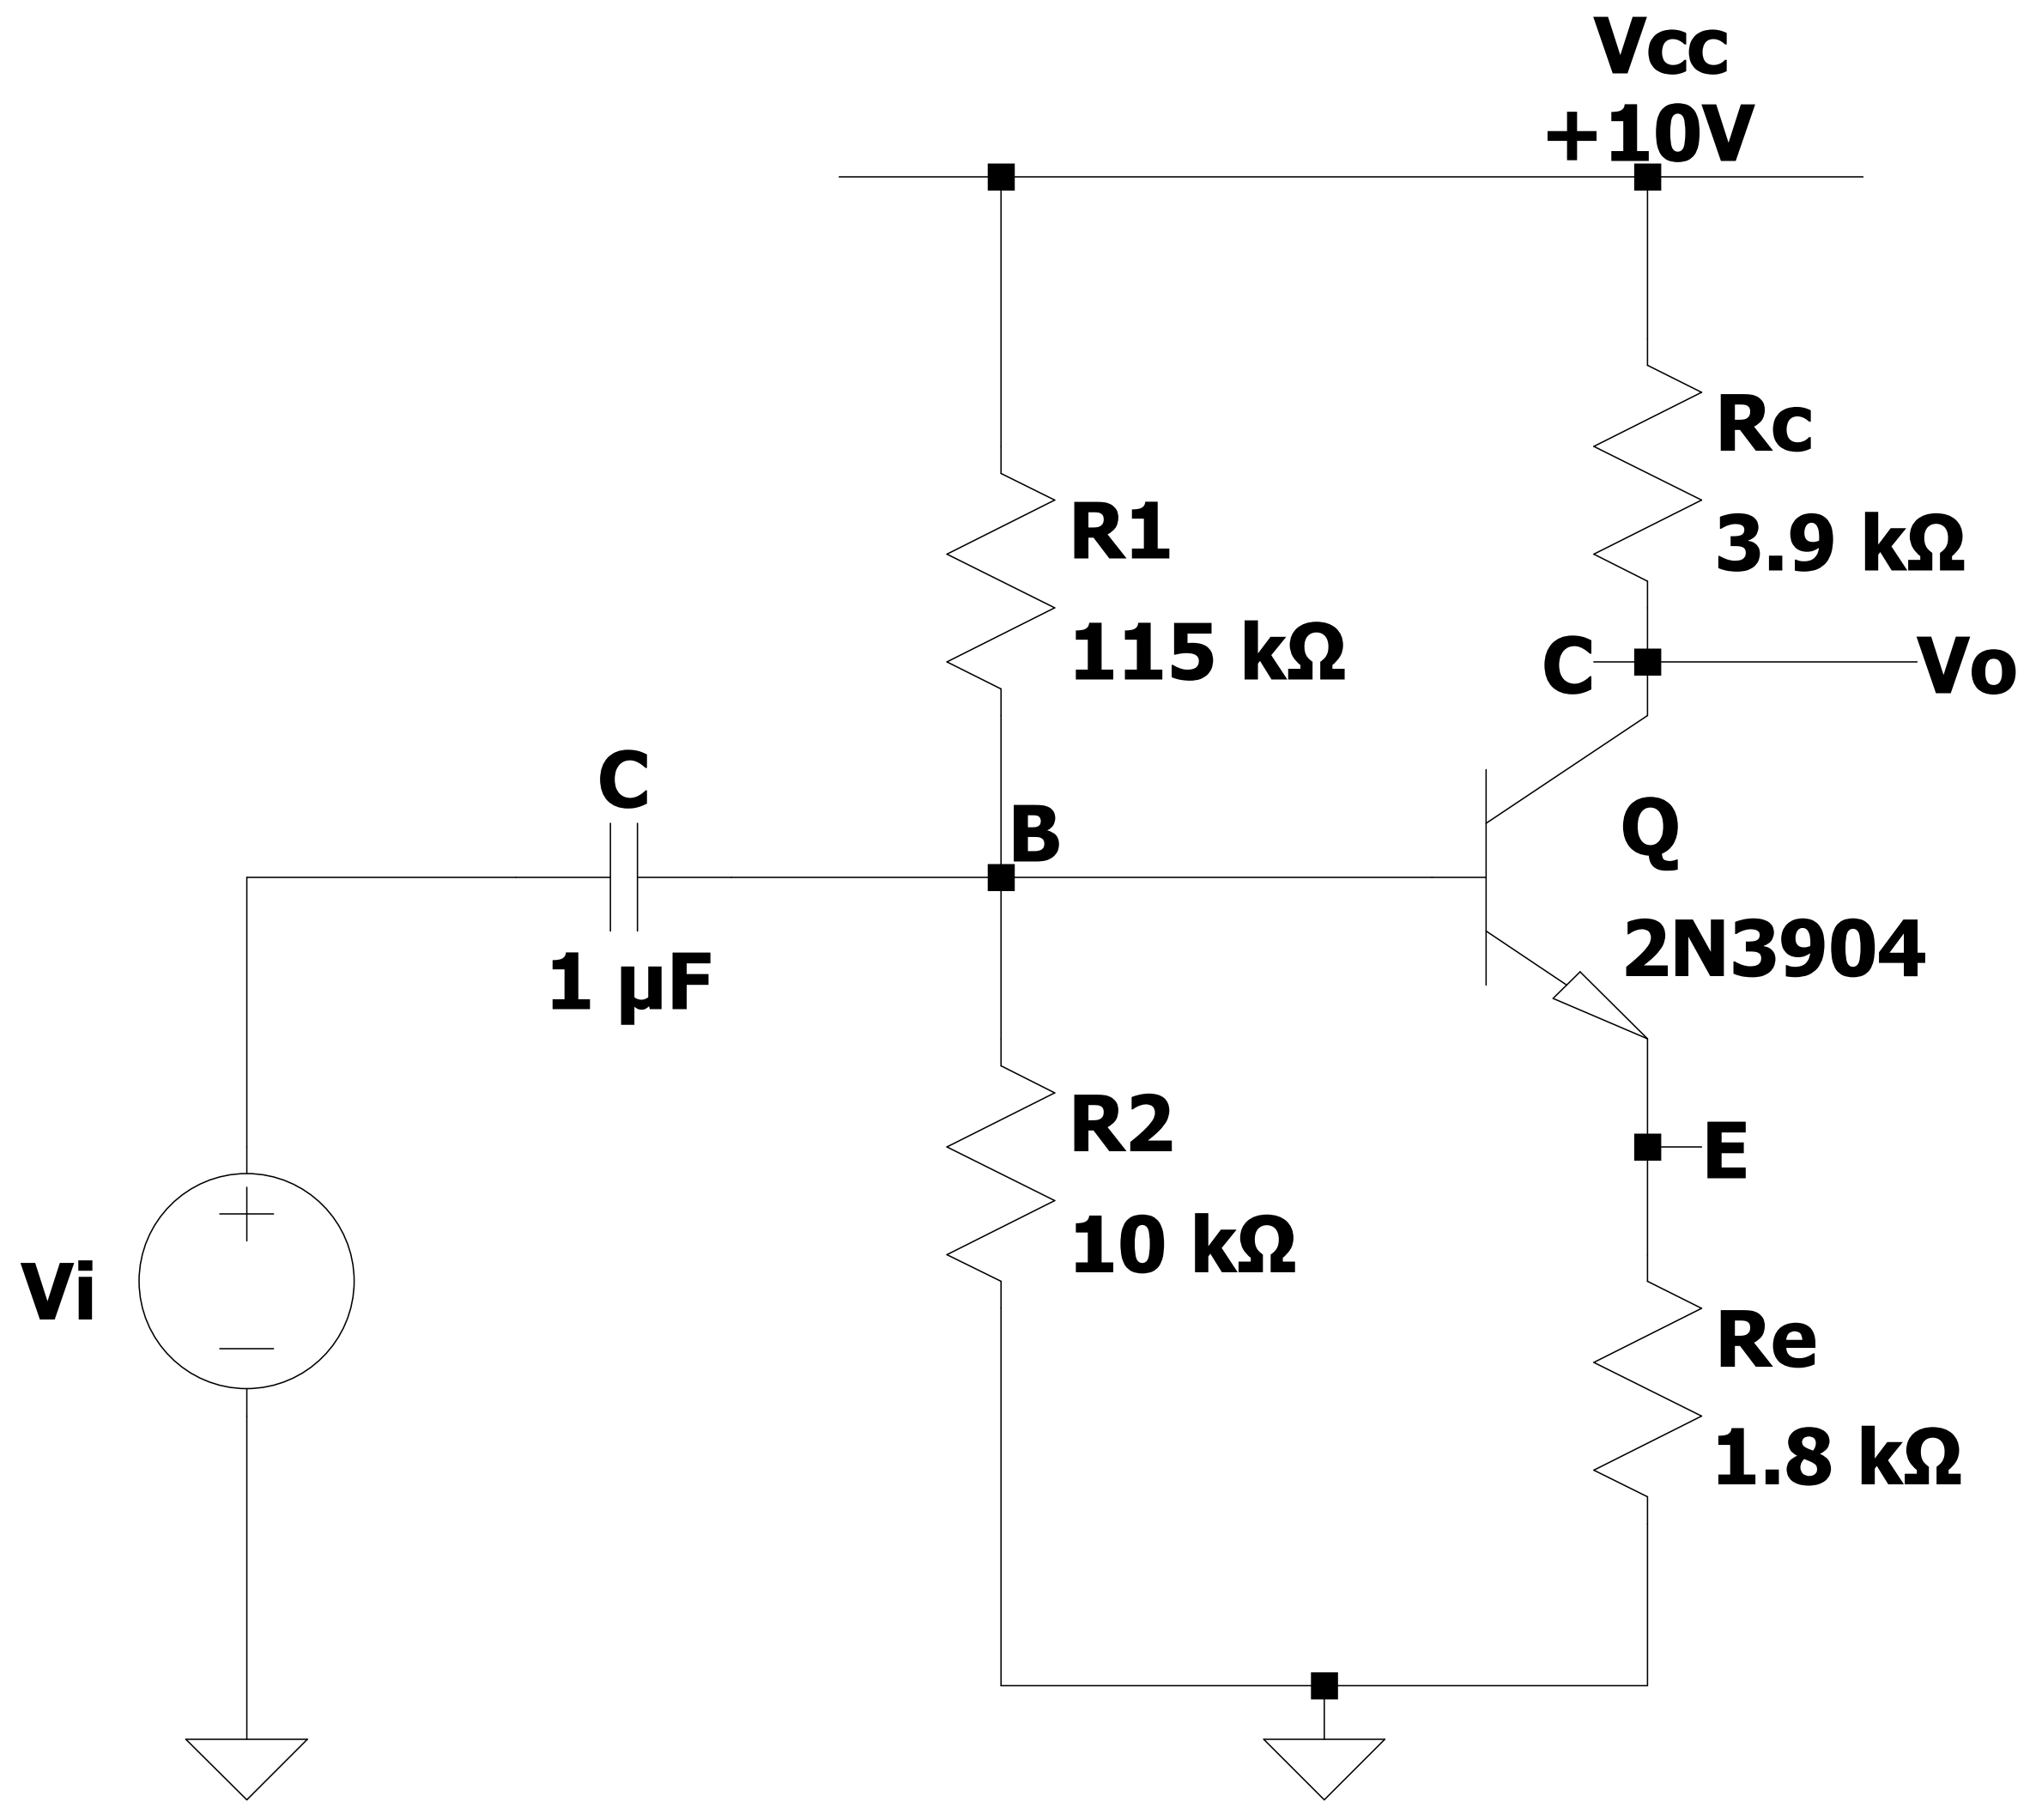 Vcc
+10V
Rc
3.9 kΩ
R1
115 kΩ
C
Vo
C
1 µF
B
Q
2N3904
R2
10 kΩ
E
Vi
Re
1.8 kΩ